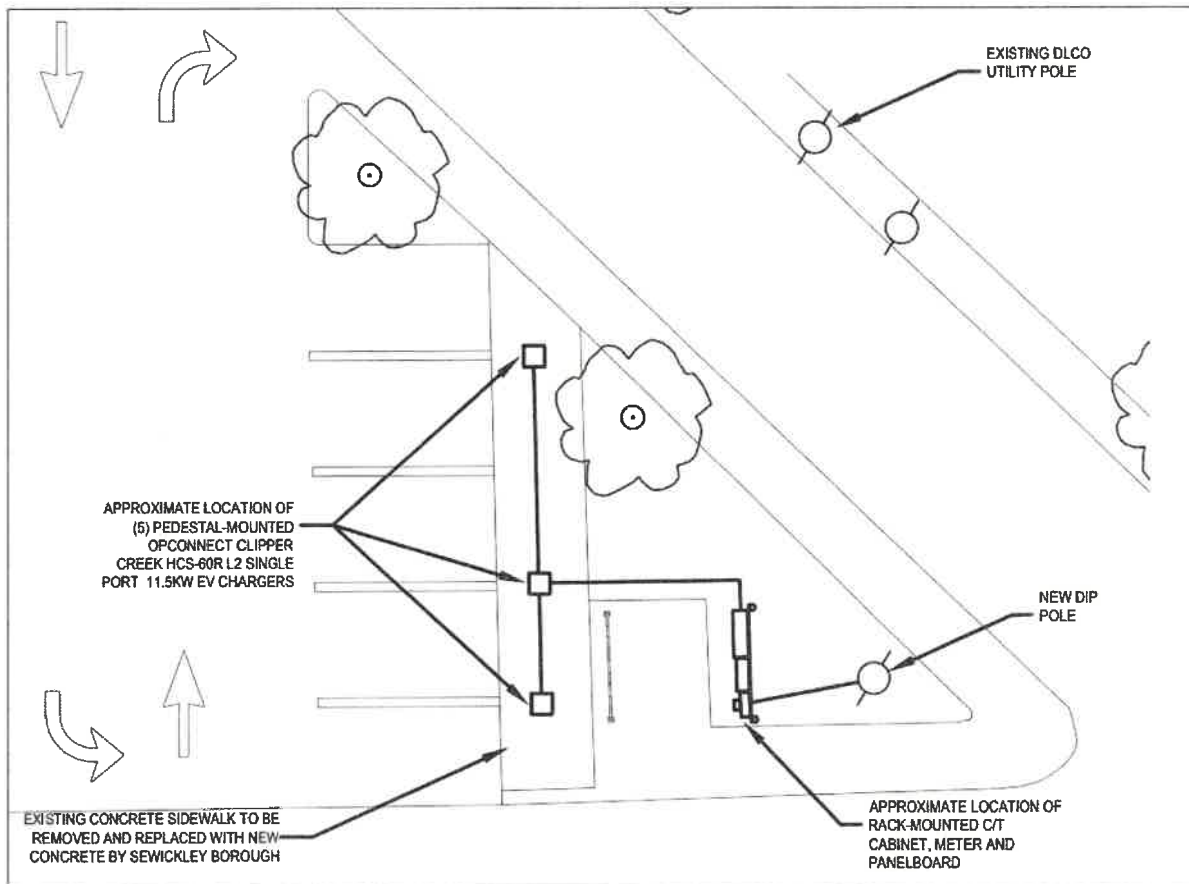 EXISTING DLCO
UTILITY POLE
APPROXIMATE LOCATION OF
(5) PEDESTAL-MOUNTED
OPCONNECT CLIPPER
CREEK HCS-60R L2 SINGLE
PORT 11.5KW EV CHARGERS
NEW DIP
POLE
EXISTING CONCRETE SIDEWALK TO BE
REMOVED AND REPLACED WITH NEW
CONCRETE BY SEWICKLEY BOROUGH
APPROXIMATE LOCATION OF
RACK-MOUNTED C/T
CABINET, METER AND
PANELBOARD